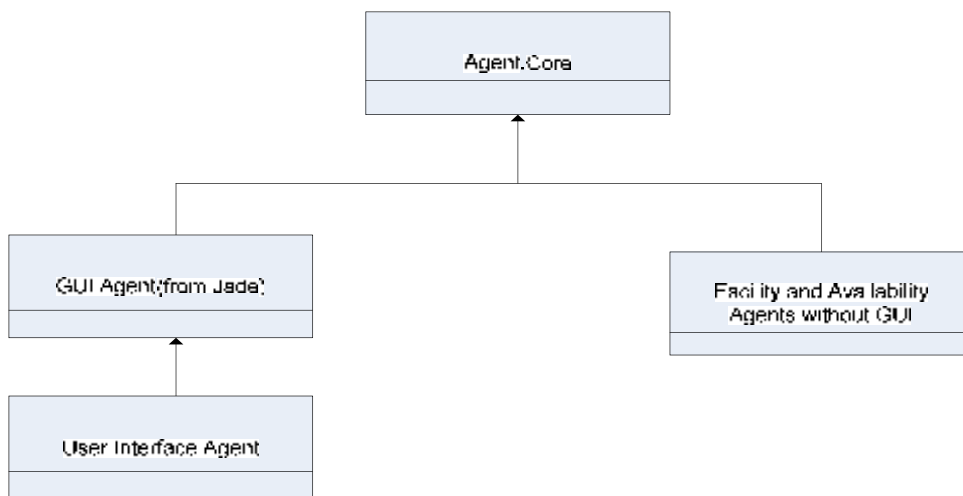 Agent.Core
GUI Agent(from Jade)
Facility and Availability
Agents without GUI
User Interface Agent